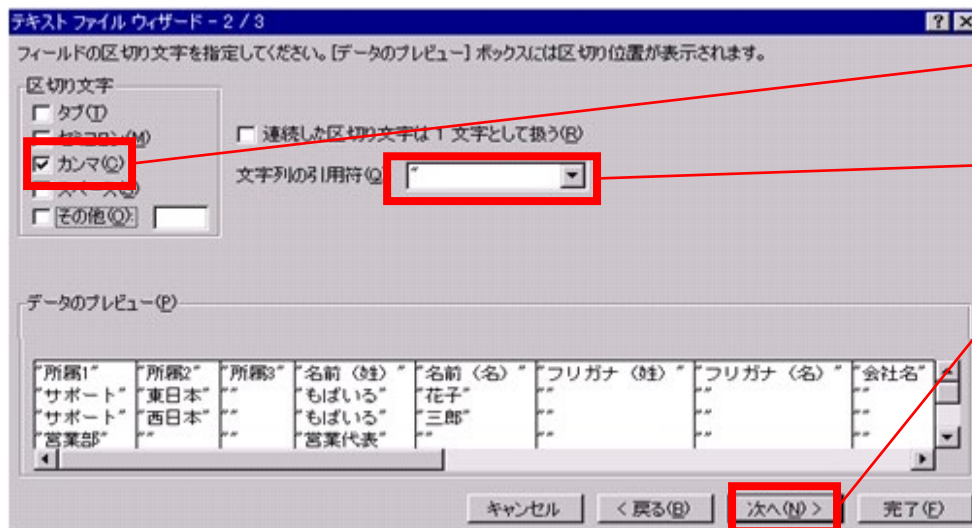 テキスト ファイル ウィザード - 2 / 3
フィールドの区切り文字を指定してください。[データのプレビュー] ボックスには区切り位置が表示されます。
区切り文字
タブ(T)
セミコロン(M)
カンマ(C)
スペース(S)
その他(O):
連続した区切り文字は 1 文字として扱う(R)
文字列の引用符(Q)
"
データのプレビュー(P)
"所属1" "所属2" "所属3" "名前（姓）" "名前（名）" "フリガナ（姓）" "フリガナ（名）" "会社名"
"サポート" "東日本" "" "もばいる" "花子" "" "" ""
"サポート" "西日本" "" "もばいる" "三郎" "" "" ""
"営業部" "" "" "営業代表" "" "" "" ""
キャンセル < 戻る(B) 次へ(N) > 完了(F)